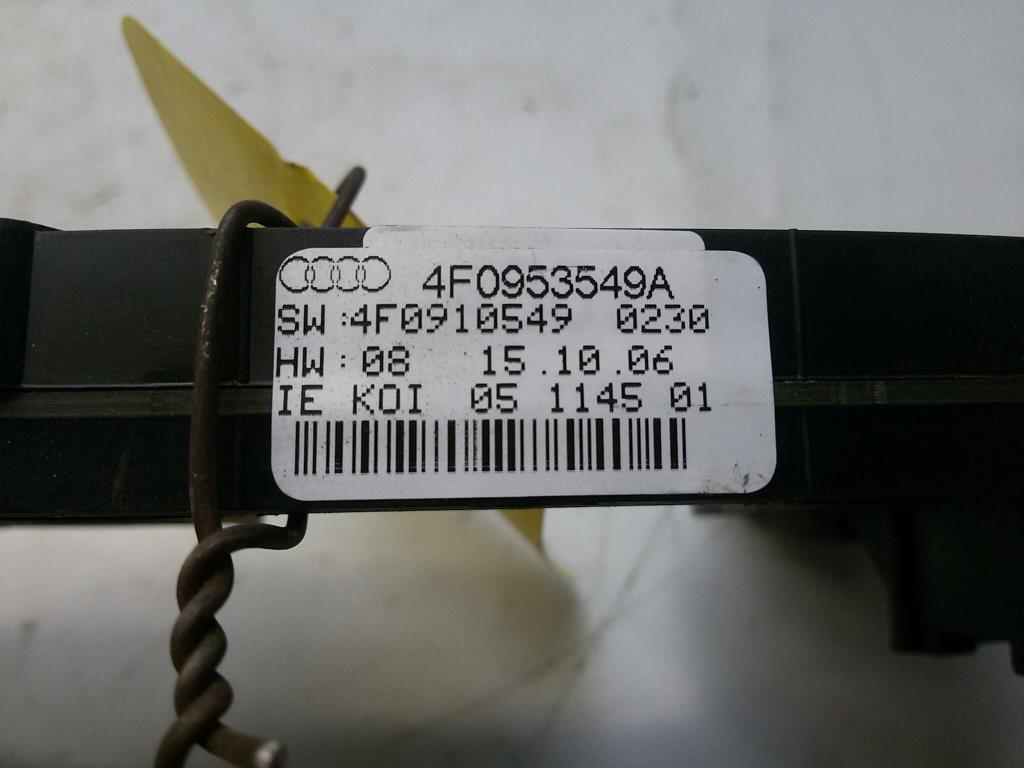 4F0953549A
SW :4F0910549 0230
HW : 08 15.10.06
IE KOI 05 1145 01